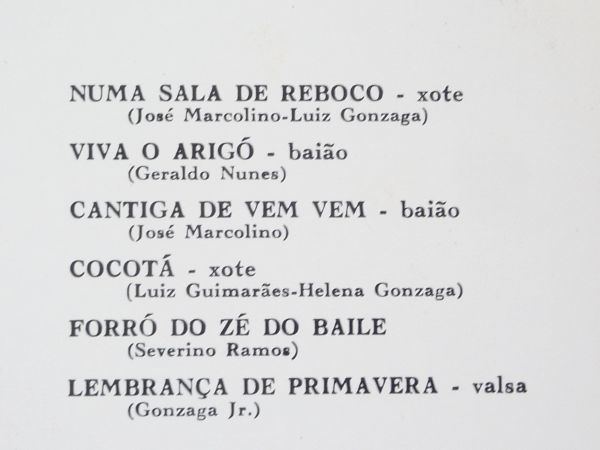 NUMA SALA DE REBOCO - xote
(José Marcolino-Luiz Gonzaga)
VIVA O ARIGÓ - baião
(Geraldo Nunes)
CANTIGA DE VEM VEM - baião
(José Marcolino)
COCOTÁ - xote
(Luiz Guimarães-Helena Gonzaga)
FORRÓ DO ZÉ DO BAILE
(Severino Ramos)
LEMBRANÇA DE PRIMAVERA - valsa
(Gonzaga Jr.)